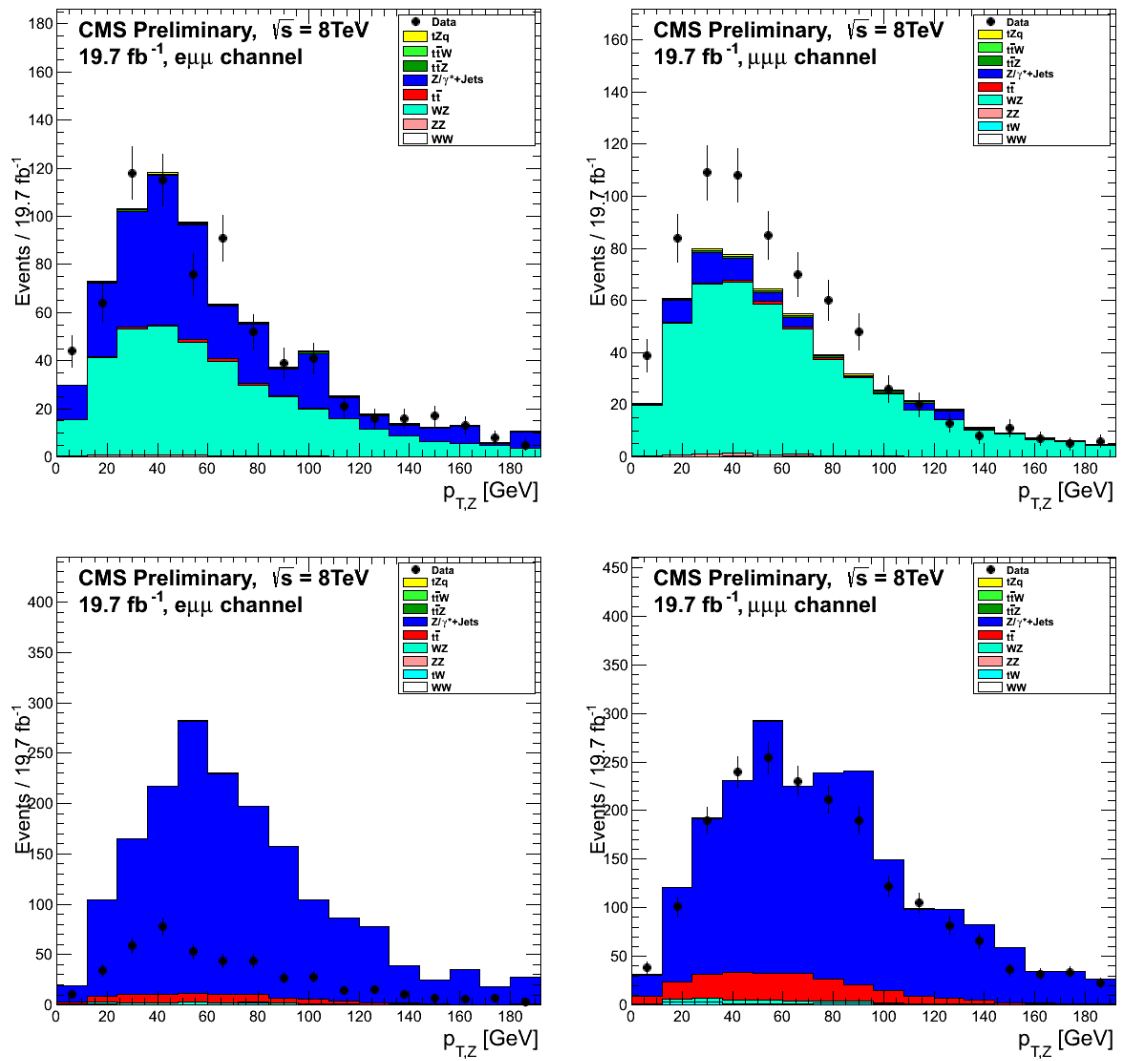 CMS Preliminary, √s = 8TeV
19.7 fb⁻¹, eμμ channel
Data
tZq
tt̄W
tt̄Z
Z/γ*+Jets
tt̄
WZ
ZZ
WW
Events / 19.7 fb⁻¹
180
160
140
120
100
80
60
40
20
0
0 20 40 60 80 100 120 140 160 180
p_T,Z [GeV]
CMS Preliminary, √s = 8TeV
19.7 fb⁻¹, μμμ channel
Data
tZq
tt̄W
tt̄Z
Z/γ*+Jets
tt̄
WZ
ZZ
tW
WW
Events / 19.7 fb⁻¹
160
140
120
100
80
60
40
20
0
0 20 40 60 80 100 120 140 160 180
p_T,Z [GeV]
CMS Preliminary, √s = 8TeV
19.7 fb⁻¹, eμμ channel
Data
tZq
tt̄W
tt̄Z
Z/γ*+Jets
tt̄
WZ
ZZ
tW
WW
Events / 19.7 fb⁻¹
400
350
300
250
200
150
100
50
0
0 20 40 60 80 100 120 140 160 180
p_T,Z [GeV]
CMS Preliminary, √s = 8TeV
19.7 fb⁻¹, μμμ channel
Data
tZq
tt̄W
tt̄Z
Z/γ*+Jets
tt̄
WZ
ZZ
tW
WW
Events / 19.7 fb⁻¹
450
400
350
300
250
200
150
100
50
0
0 20 40 60 80 100 120 140 160 180
p_T,Z [GeV]